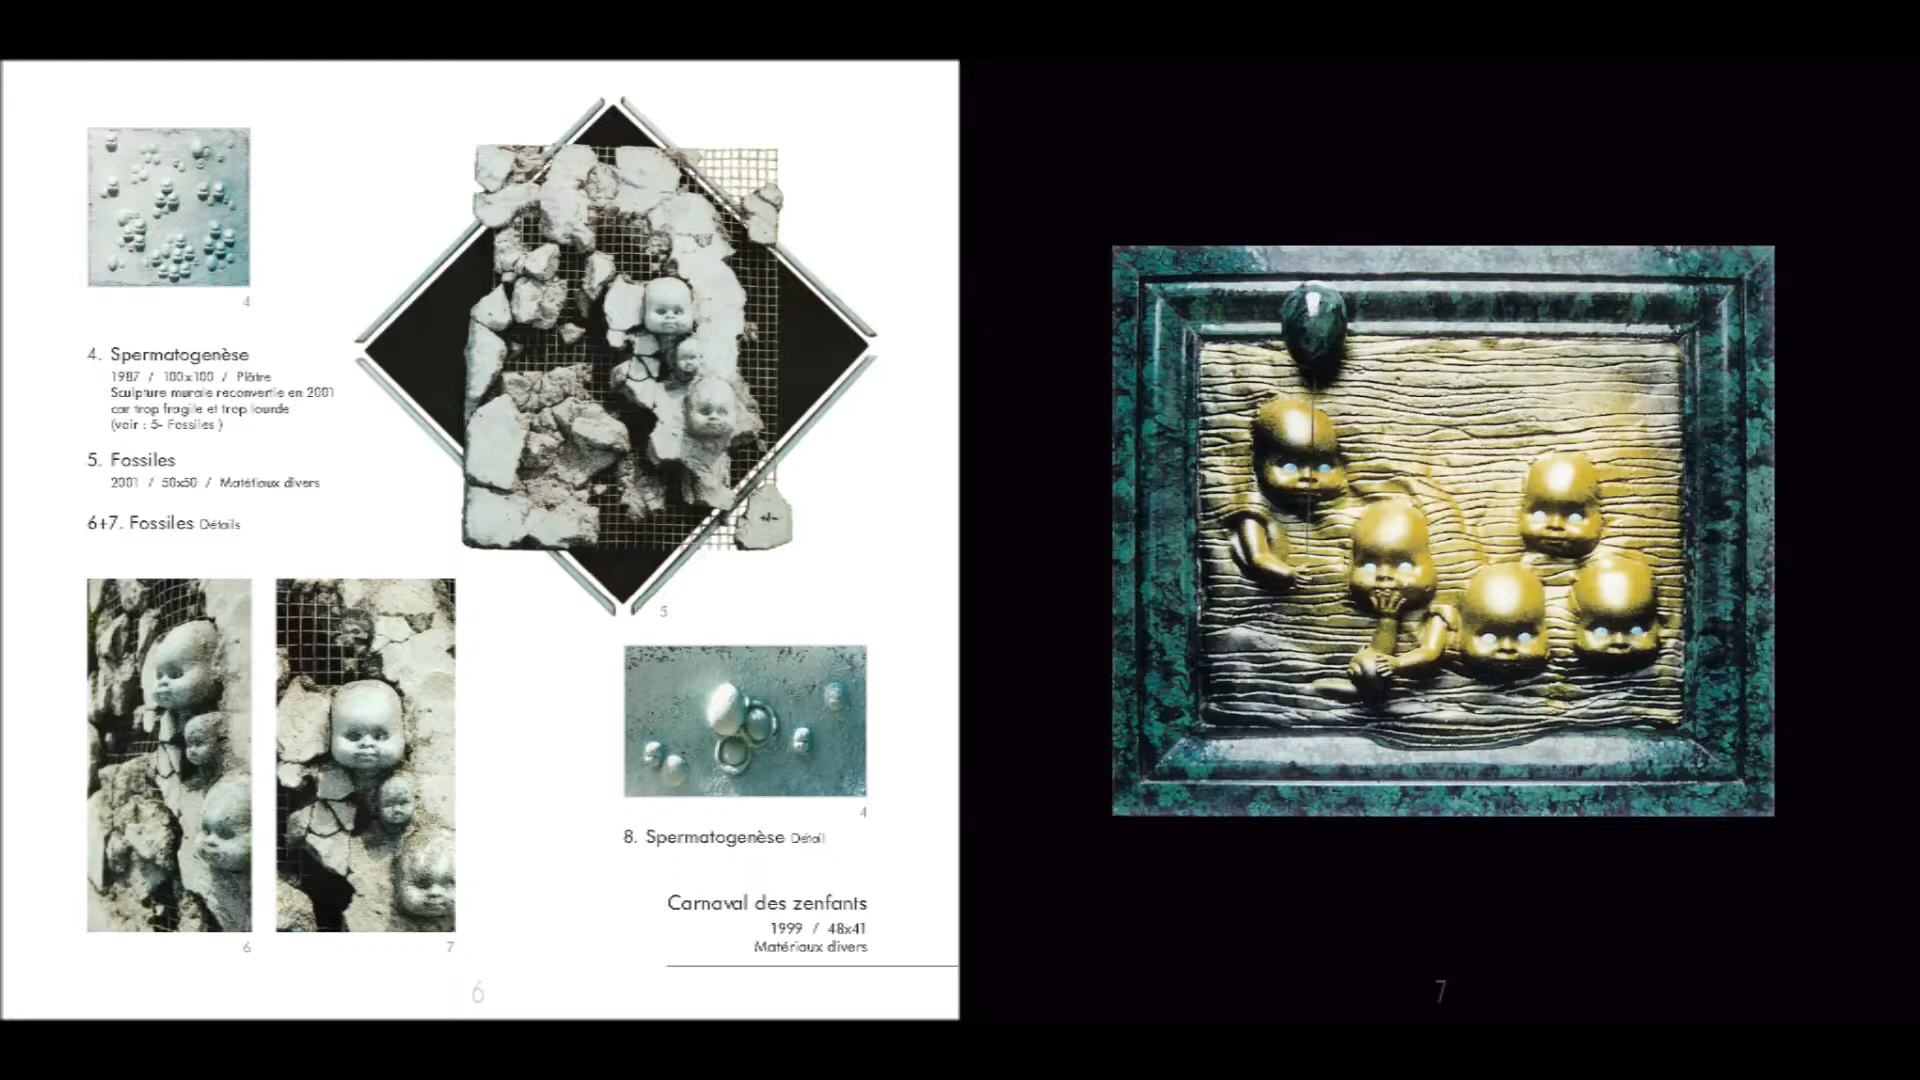 4
4. Spermatogenèse
1987 / 100x100 / Plâtre
Sculpture murale reconvertie en 2001
car trop fragile et trop lourde
(voir : 5- Fossiles )
5. Fossiles
2001 / 50x50 / Matétiaux divers
6+7. Fossiles Détails
5
6
7
4
8. Spermatogenèse Détail
Carnaval des zenfants
1999 / 48x41
Matériaux divers
6
7